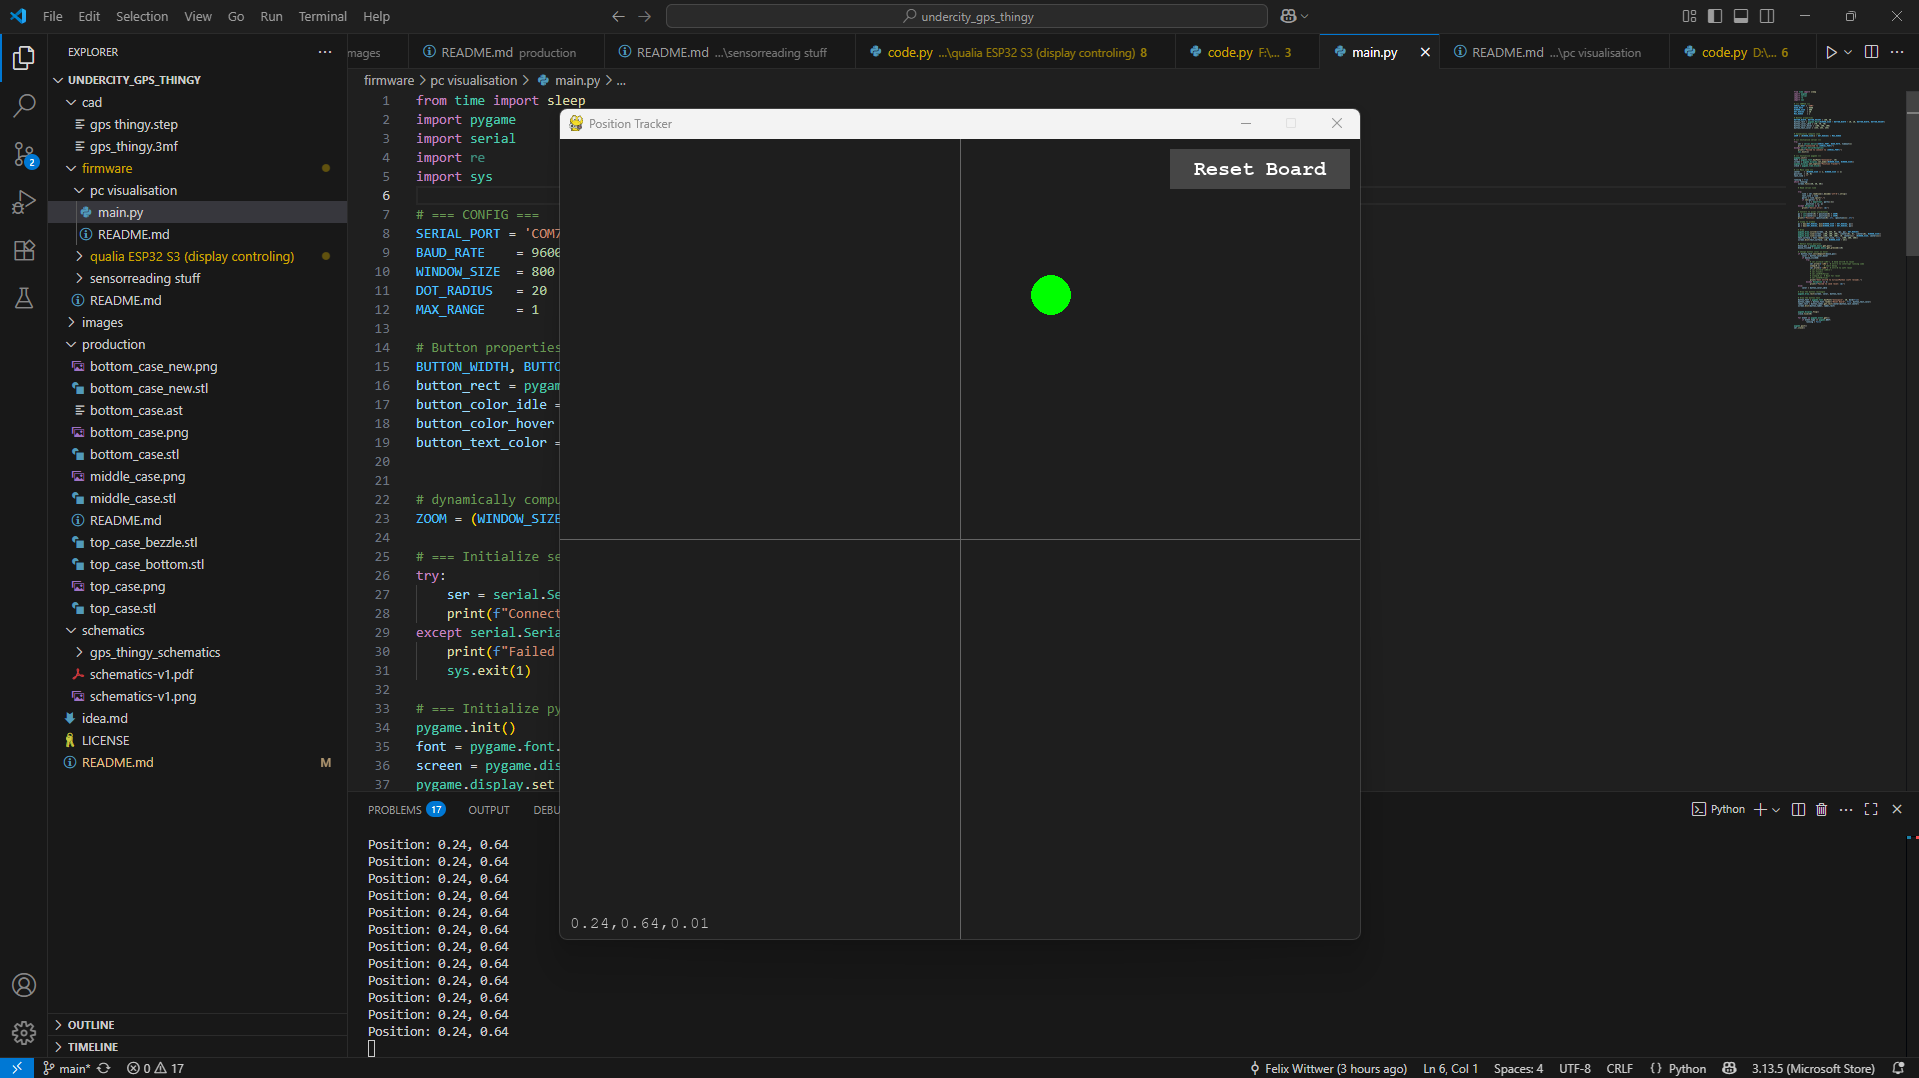 File Edit Selection View Go Run Terminal Help
undercity_gps_thingy
EXPLORER
UNDERCITY_GPS_THINGY
cad
gps thingy.step
gps_thingy.3mf
firmware
pc visualisation
main.py
README.md
qualia ESP32 S3 (display controling)
sensorreading stuff
README.md
images
production
bottom_case_new.png
bottom_case_new.stl
bottom_case.ast
bottom_case.png
bottom_case.stl
middle_case.png
middle_case.stl
README.md
top_case_bezzle.stl
top_case_bottom.stl
top_case.png
top_case.stl
schematics
gps_thingy_schematics
schematics-v1.pdf
schematics-v1.png
idea.md
LICENSE
README.md M
OUTLINE
TIMELINE
2
mages README.md production README.md ...\sensorreading stuff code.py ...\qualia ESP32 S3 (display controling) 8 code.py F:\... 3 main.py README.md ...\pc visualisation code.py D:\... 6
firmware > pc visualisation > main.py > ...
1 from time import sleep
2 import pygame
3 import serial
4 import re
5 import sys
6
7 # === CONFIG ===
8 SERIAL_PORT = 'COM7
9 BAUD_RATE = 9600
10 WINDOW_SIZE = 800
11 DOT_RADIUS = 20
12 MAX_RANGE = 1
13
14 # Button properties
15 BUTTON_WIDTH, BUTTO
16 button_rect = pygam
17 button_color_idle =
18 button_color_hover
19 button_text_color =
20
21
22 # dynamically compu
23 ZOOM = (WINDOW_SIZE
24
25 # === Initialize se
26 try:
27 ser = serial.Se
28 print(f"Connect
29 except serial.Seria
30 print(f"Failed
31 sys.exit(1)
32
33 # === Initialize py
34 pygame.init()
35 font = pygame.font.
36 screen = pygame.dis
37 pygame.display.set
Position Tracker
Reset Board
0.24,0.64,0.01
PROBLEMS 17 OUTPUT DEBU
Python
Position: 0.24, 0.64
Position: 0.24, 0.64
Position: 0.24, 0.64
Position: 0.24, 0.64
Position: 0.24, 0.64
Position: 0.24, 0.64
Position: 0.24, 0.64
Position: 0.24, 0.64
Position: 0.24, 0.64
Position: 0.24, 0.64
Position: 0.24, 0.64
Position: 0.24, 0.64
main* 0 17 Felix Wittwer (3 hours ago) Ln 6, Col 1 Spaces: 4 UTF-8 CRLF {} Python 3.13.5 (Microsoft Store)